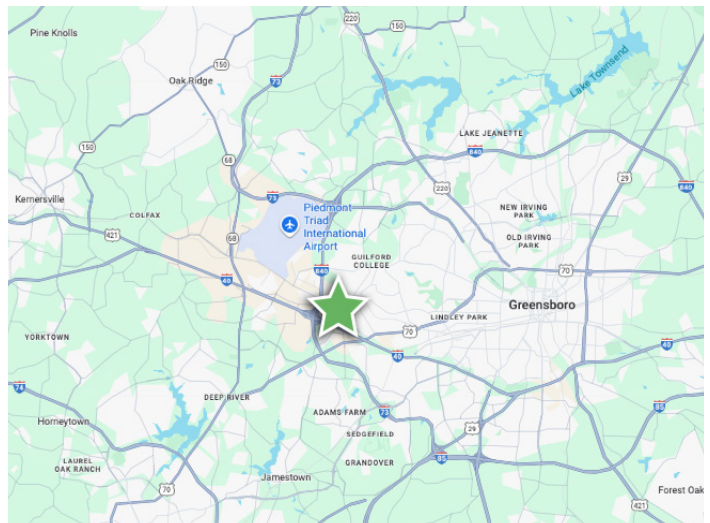 220
Pine Knolls
150
Oak Ridge
73
Lake Townsend
LAKE JEANETTE
150
840
68
29
150
220
73
840
Kernersville
COLFAX
Piedmont
Triad
International
Airport
NEW IRVING
PARK
421
68
OLD IRVING
PARK
GUILFORD
COLLEGE
840
70
40
Greensboro
LINDLEY PARK
70
YORKTOWN
40
40
74
DEEP RIVER
ADAMS FARM
73
85
Horneytown
SEDGEFIELD
29
LAUREL
OAK RANCH
GRANDOVER
85
Jamestown
70
Forest Oak
421